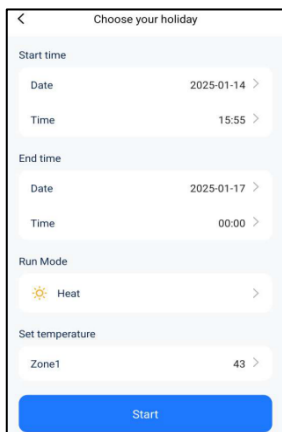 Choose your holiday
Start time
Date 2025-01-14
Time 15:55
End time
Date 2025-01-17
Time 00:00
Run Mode
Heat
Set temperature
Zone1 43
Start